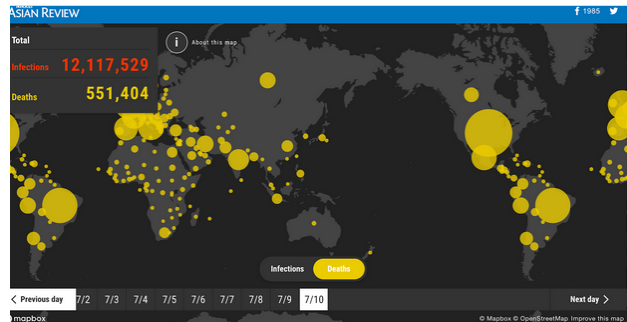 ASIAN REVIEW
f 1985
Total
i About this map
Infections 12,117,529
Deaths 551,404
Infections Deaths
< Previous day 7/2 7/3 7/4 7/5 7/6 7/7 7/8 7/9 7/10 Next day >
mapbox © Mapbox © OpenStreetMap Improve this map